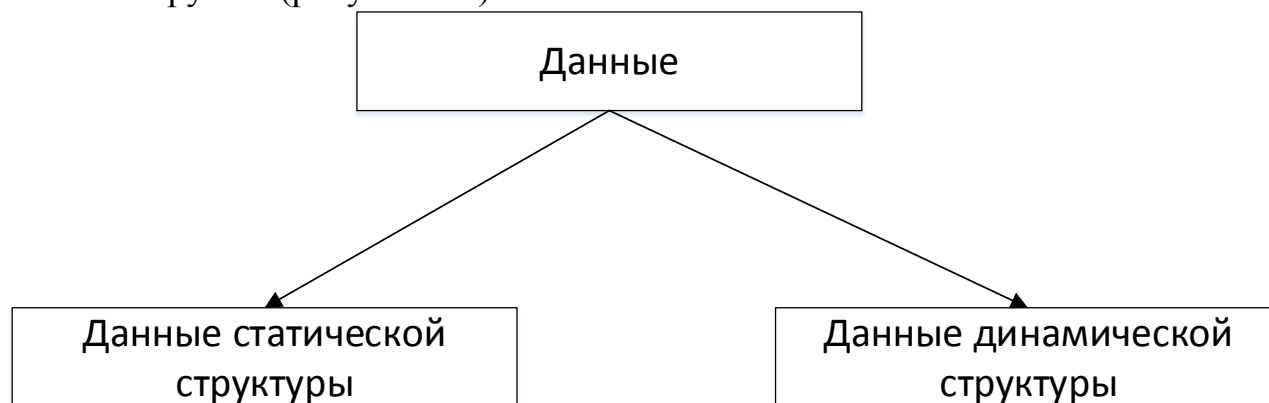 Данные
Данные статической
структуры
Данные динамической
структуры